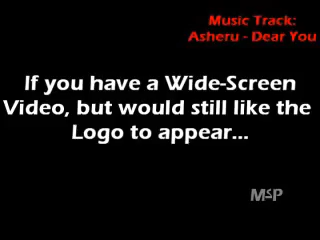 Music Track:
Asheru - Dear You
If you have a Wide-Screen
Video, but would still like the
Logo to appear...
MSP